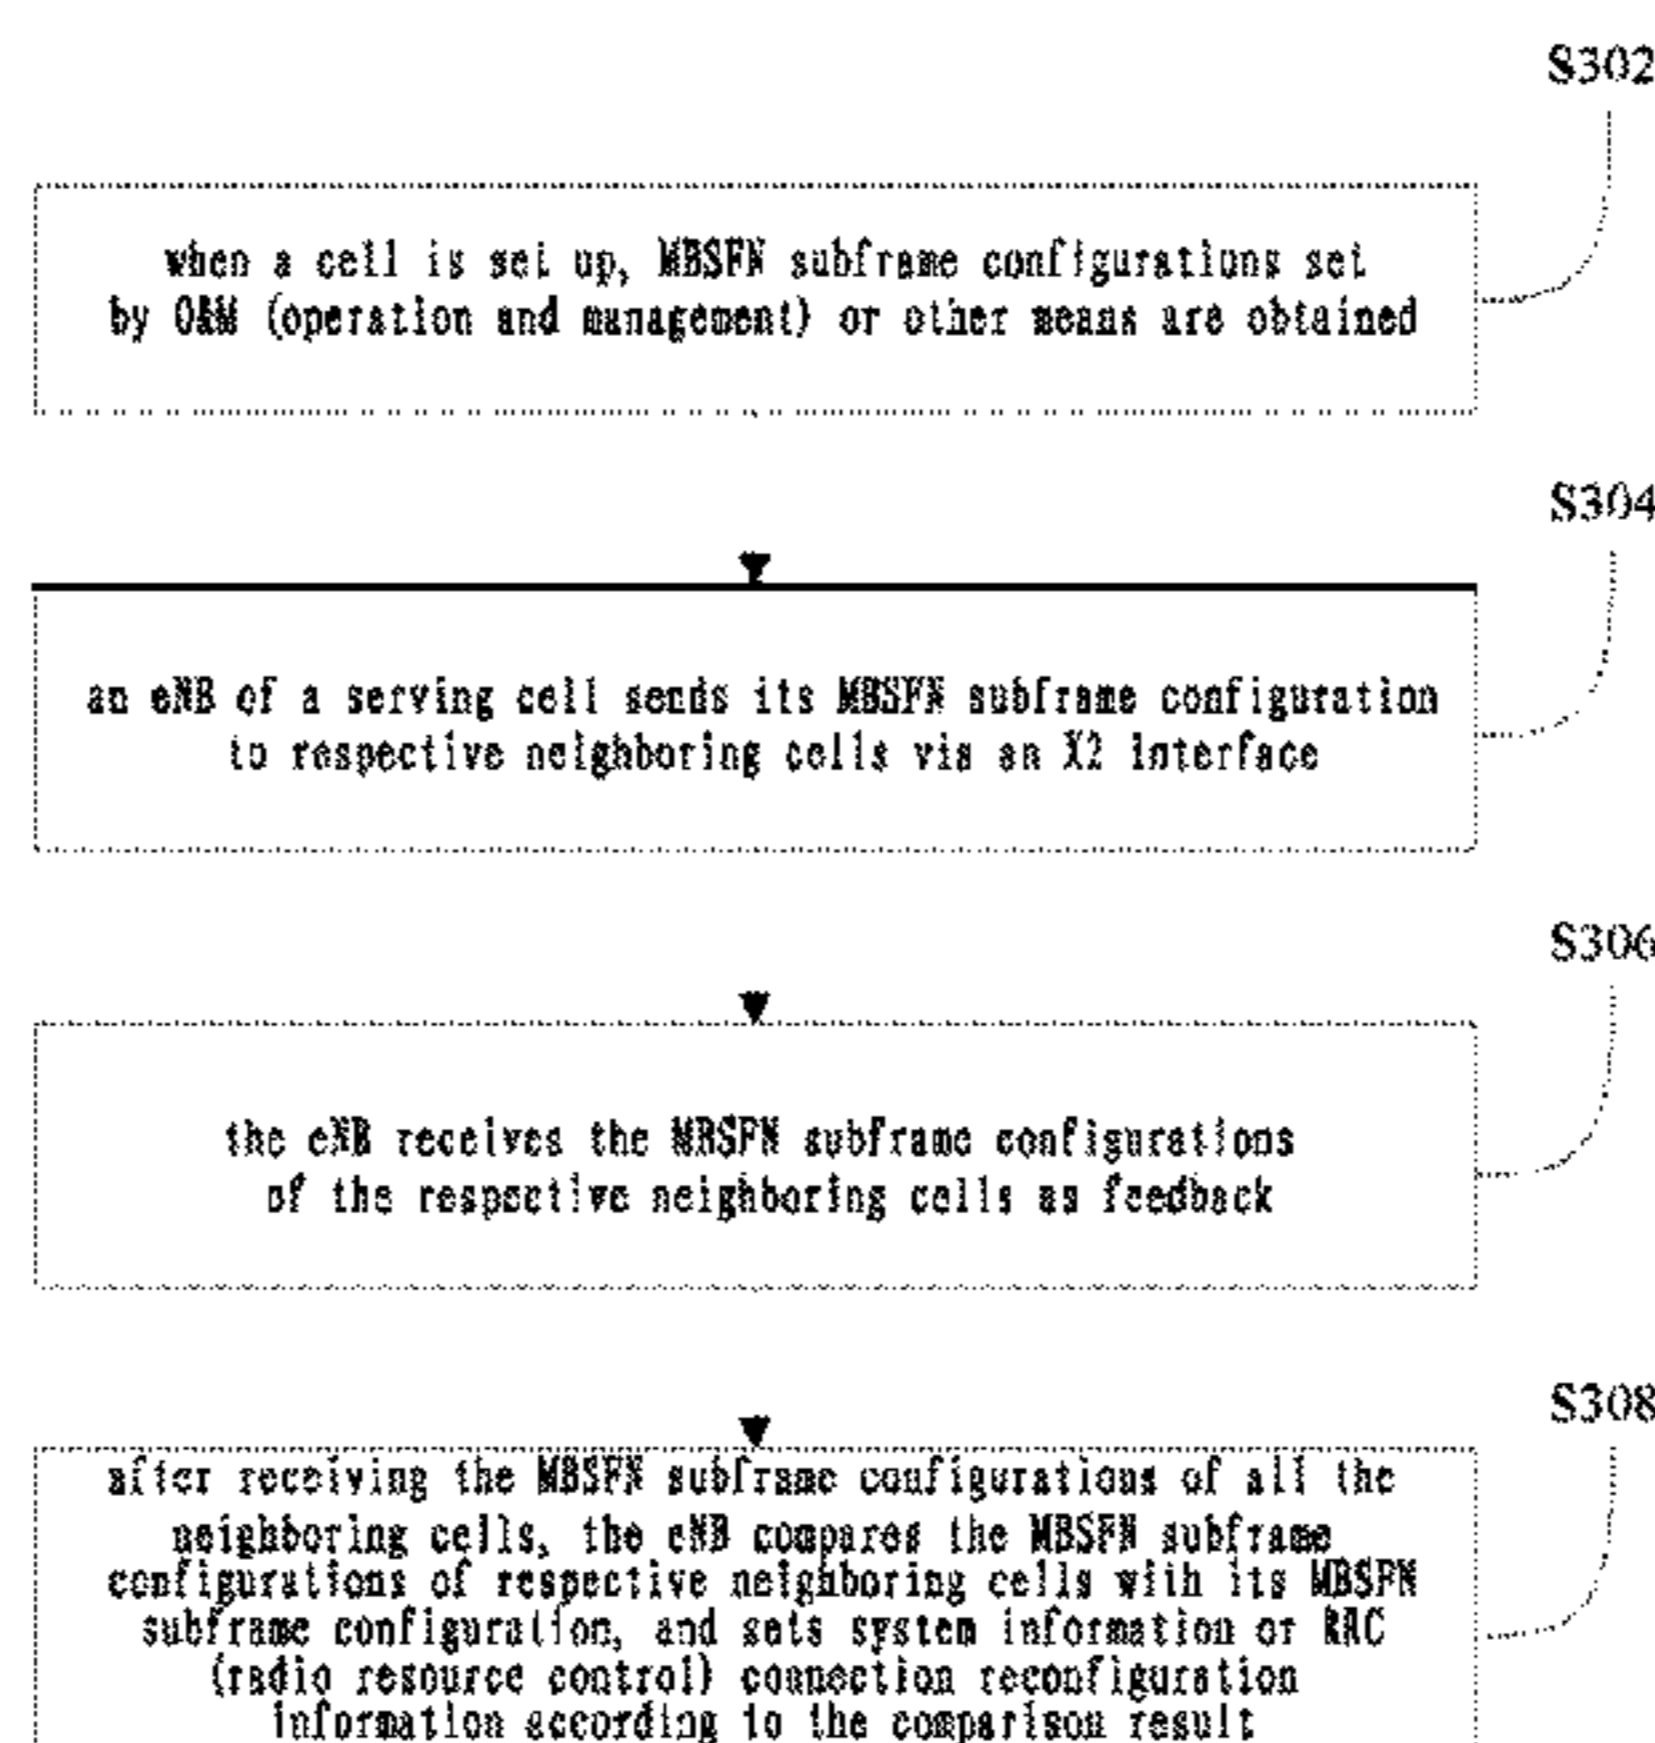 S302
when a cell is set up, MBSFN subframe configurations set
by OAM (operation and management) or other means are obtained
S304
an eNB of a serving cell sends its MBSFN subframe configuration
to respective neighboring cells via an X2 interface
S306
the eNB receives the MBSFN subframe configurations
of the respective neighboring cells as feedback
S308
after receiving the MBSFN subframe configurations of all the
neighboring cells, the eNB compares the MBSFN subframe
configurations of respective neighboring cells with its MBSFN
subframe configuration, and sets system information or RRC
(radio resource control) connection reconfiguration
information according to the comparison result